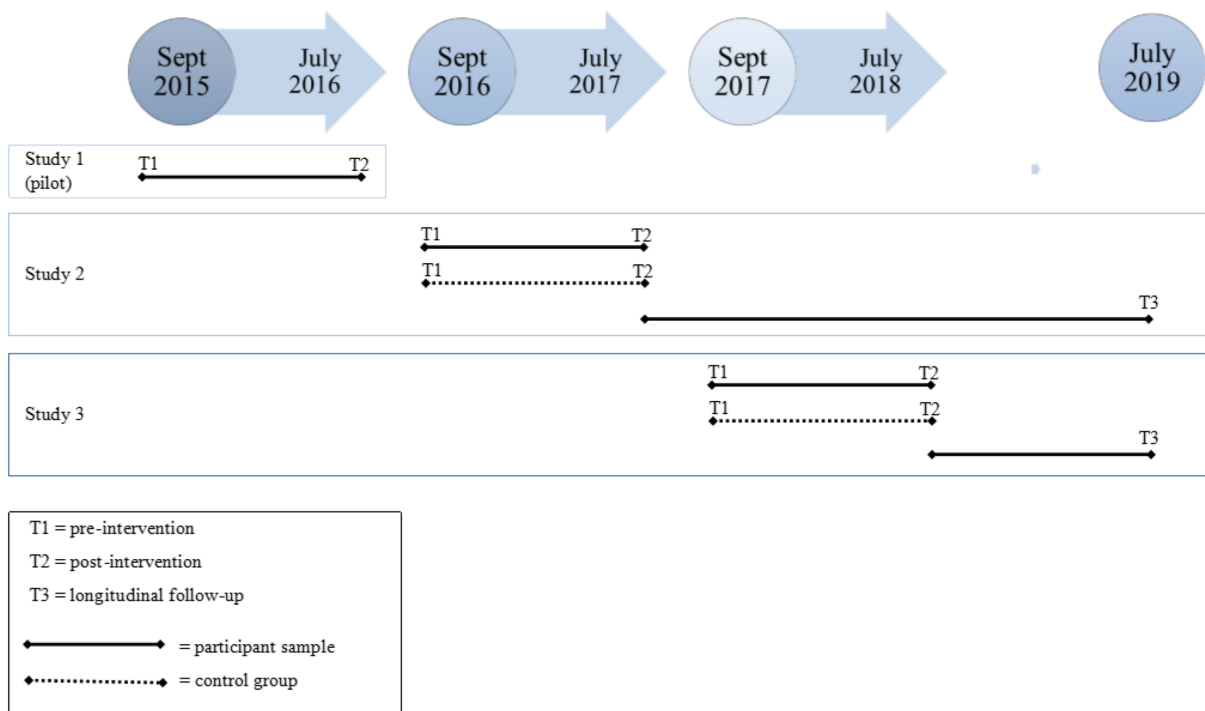 Sept
2015
July
2016
Sept
2016
July
2017
Sept
2017
July
2018
July
2019
Study 1
(pilot)
T1
T2
Study 2
T1
T2
T1
T2
T3
Study 3
T1
T2
T1
T2
T3
T1 = pre-intervention
T2 = post-intervention
T3 = longitudinal follow-up
= participant sample
= control group